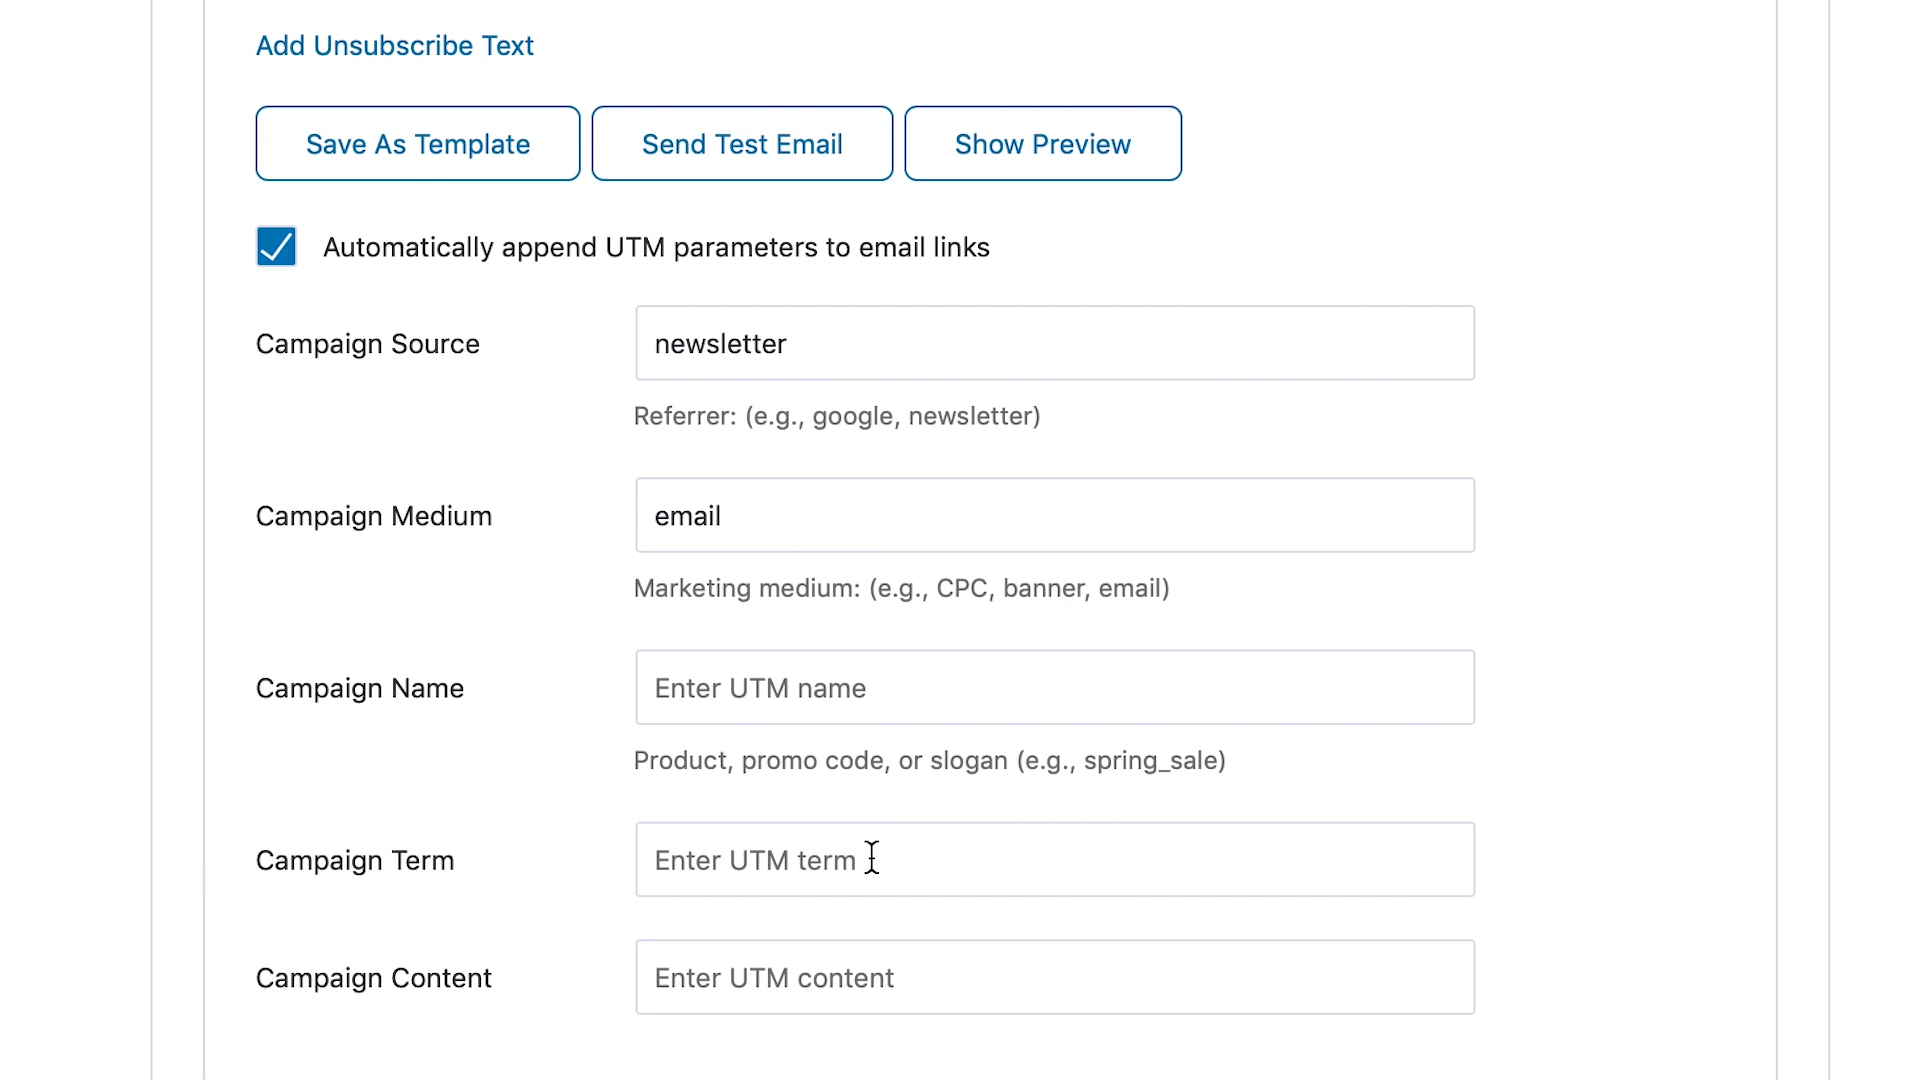 Add Unsubscribe Text
Save As Template Send Test Email Show Preview
Automatically append UTM parameters to email links
Campaign Source newsletter
Referrer: (e.g., google, newsletter)
Campaign Medium email
Marketing medium: (e.g., CPC, banner, email)
Campaign Name Enter UTM name
Product, promo code, or slogan (e.g., spring_sale)
Campaign Term Enter UTM term
Campaign Content Enter UTM content